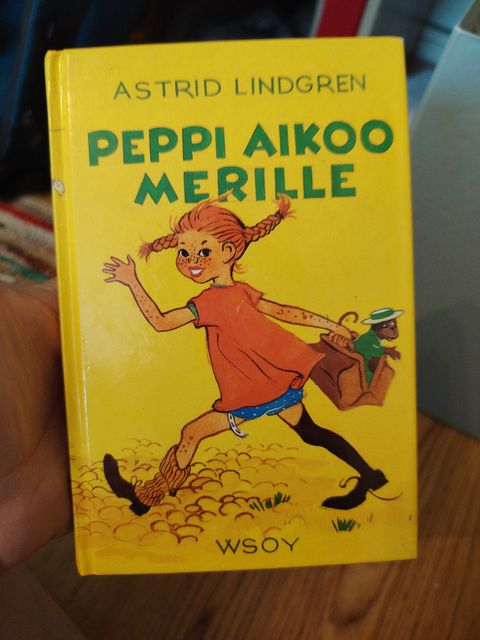 ASTRID LINDGREN
PEPPI AIKOO
MERILLE
WSOY